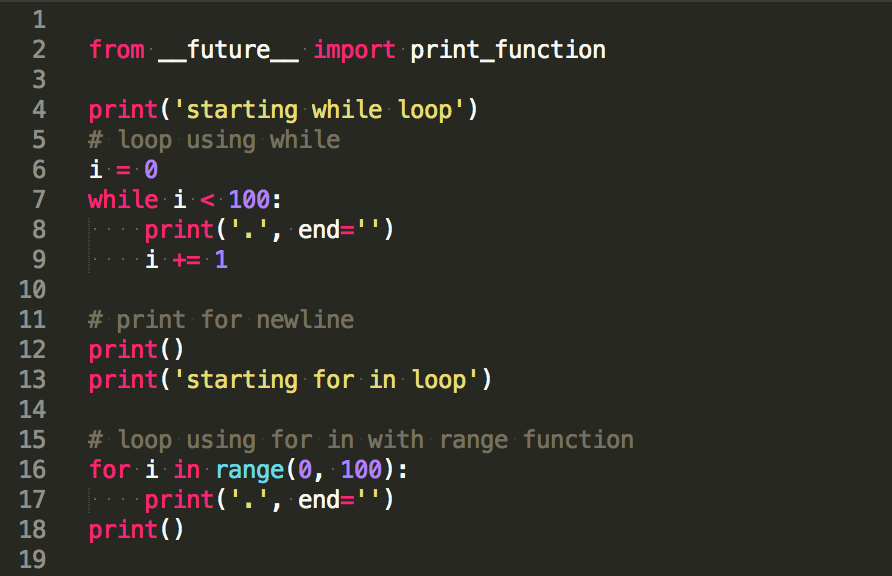 1
2 from __future__ import print_function
3
4 print('starting while loop')
5 # loop using while
6 i = 0
7 while i < 100:
8     print('.', end='')
9     i += 1
10
11 # print for newline
12 print()
13 print('starting for in loop')
14
15 # loop using for in with range function
16 for i in range(0, 100):
17     print('.', end='')
18 print()
19